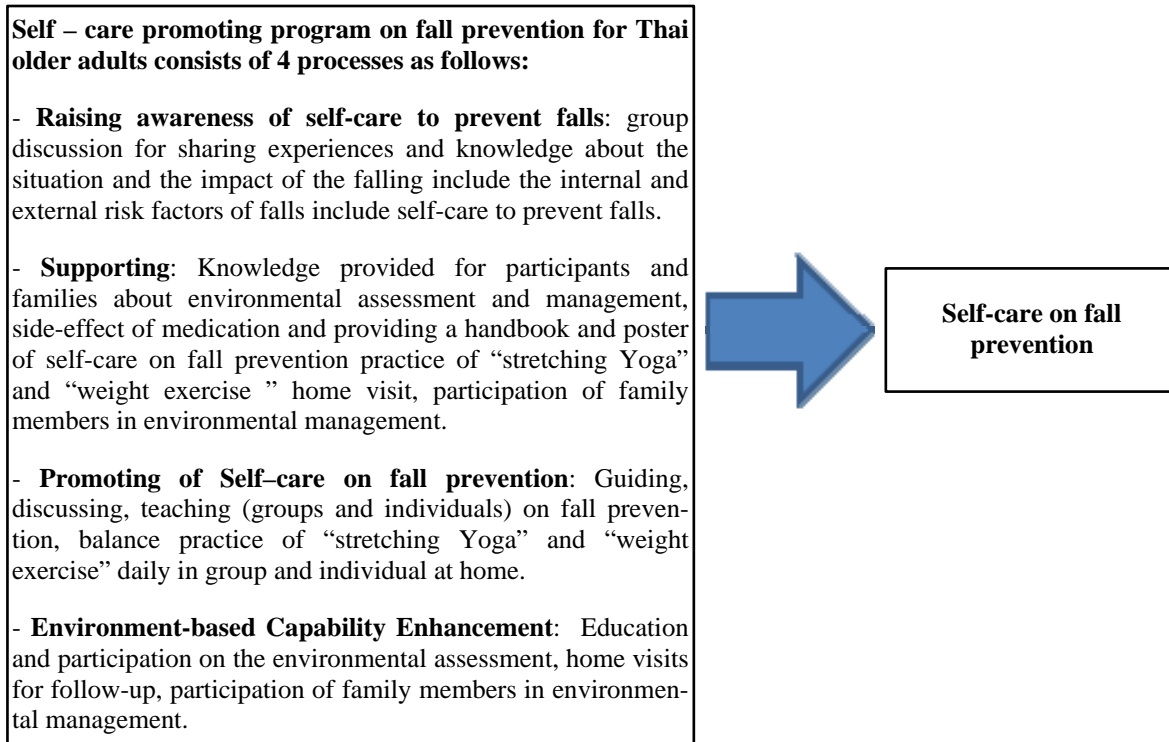 Self – care promoting program on fall prevention for Thai
older adults consists of 4 processes as follows:
- Raising awareness of self-care to prevent falls: group
discussion for sharing experiences and knowledge about the
situation and the impact of the falling include the internal and
external risk factors of falls include self-care to prevent falls.
- Supporting: Knowledge provided for participants and
families about environmental assessment and management,
side-effect of medication and providing a handbook and poster
of self-care on fall prevention practice of “stretching Yoga”
and “weight exercise ” home visit, participation of family
members in environmental management.
- Promoting of Self–care on fall prevention: Guiding,
discussing, teaching (groups and individuals) on fall preven-
tion, balance practice of “stretching Yoga” and “weight
exercise” daily in group and individual at home.
- Environment-based Capability Enhancement: Education
and participation on the environmental assessment, home visits
for follow-up, participation of family members in environmen-
tal management.
Self-care on fall
prevention